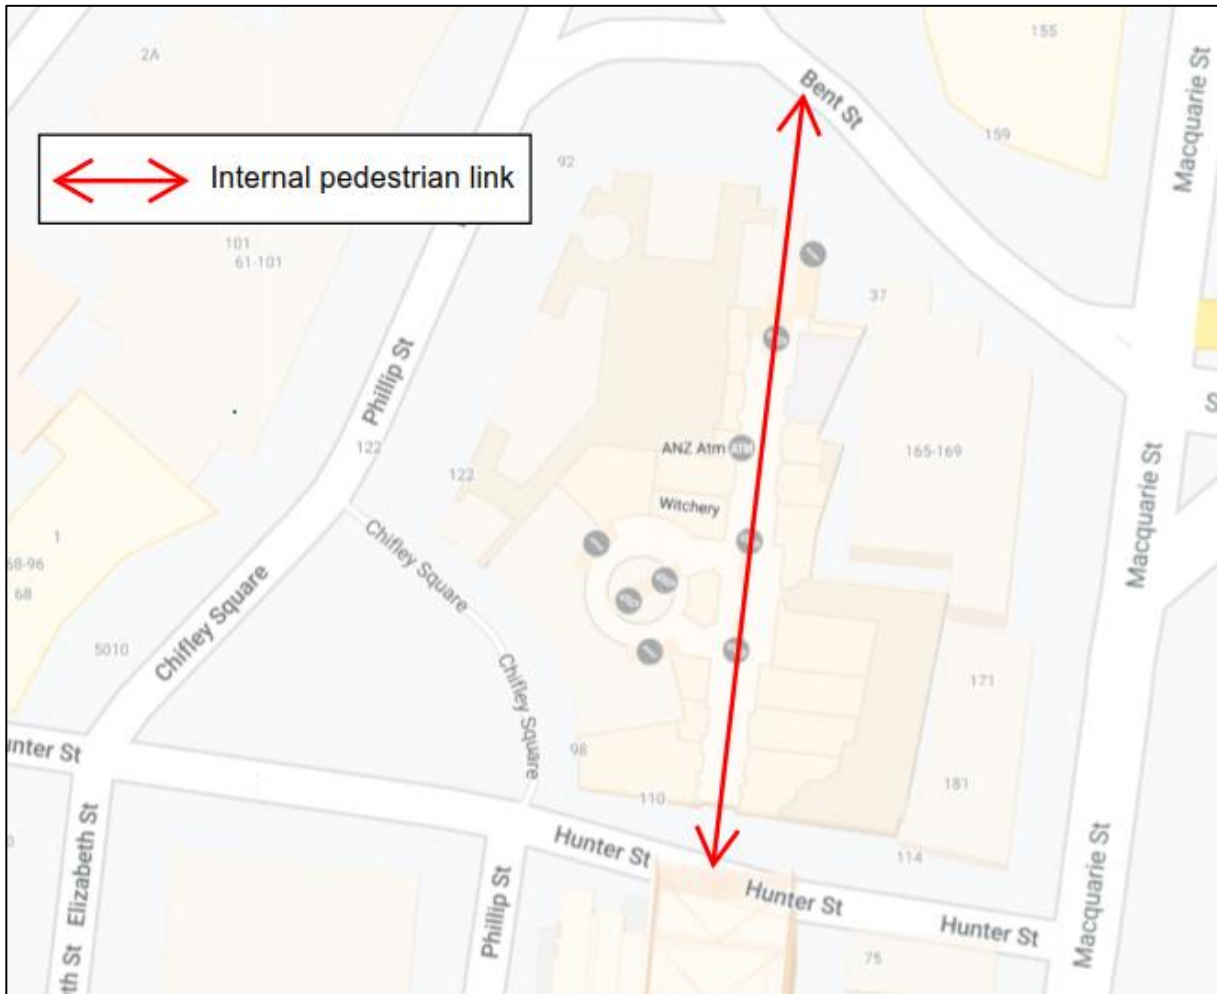 2A
155
Bent St
159
Macquarie St
Internal pedestrian link
92
101
61-101
37
Phillip St
122
122
ANZ Atm
ATM
165-169
Witchery
Macquarie St
Chifley Square
1
68
Chifley Square
5010
Chifley Square
171
Hunter St
98
181
110
Elizabeth St
Hunter St
114
Macquarie St
Phillip St
Hunter St
Hunter St
75